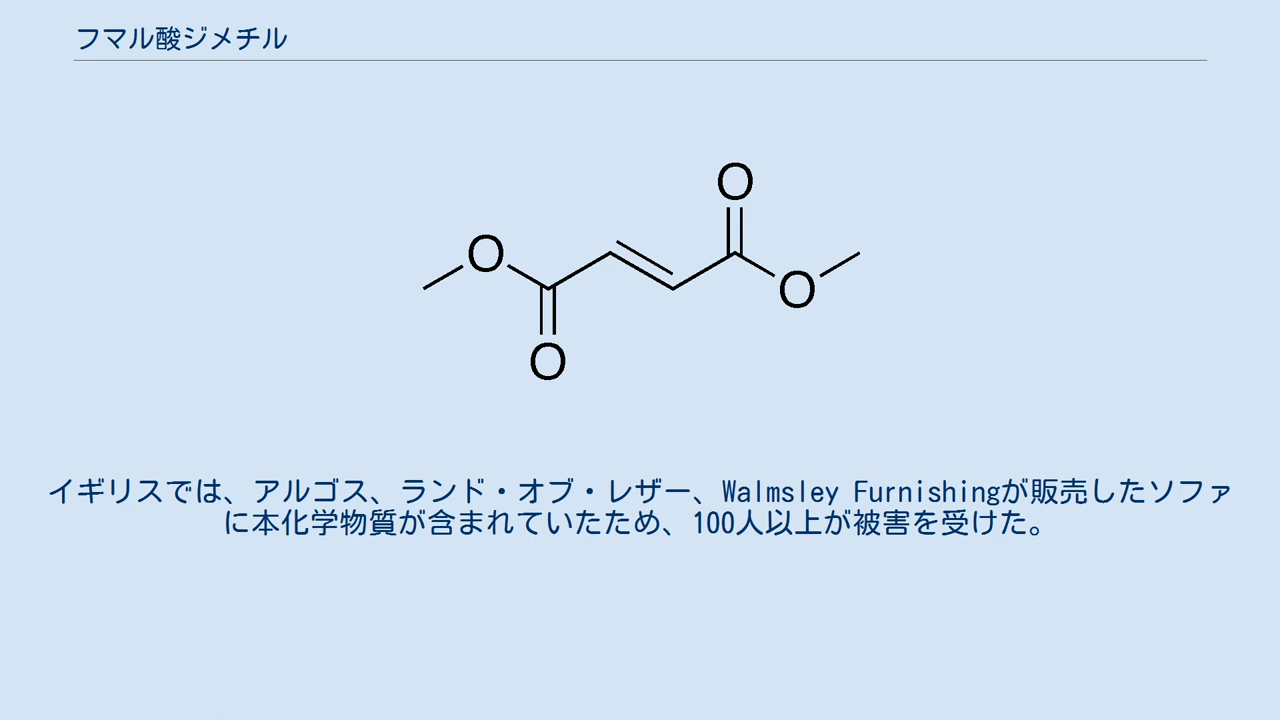 フマル酸ジメチル
O
O
O
O
イギリスでは、アルゴス、ランド・オブ・レザー、Walmsley Furnishingが販売したソファ
に本化学物質が含まれていたため、100人以上が被害を受けた。